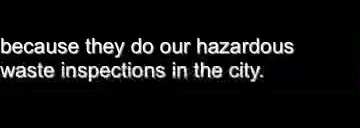 because they do our hazardous
waste inspections in the city.